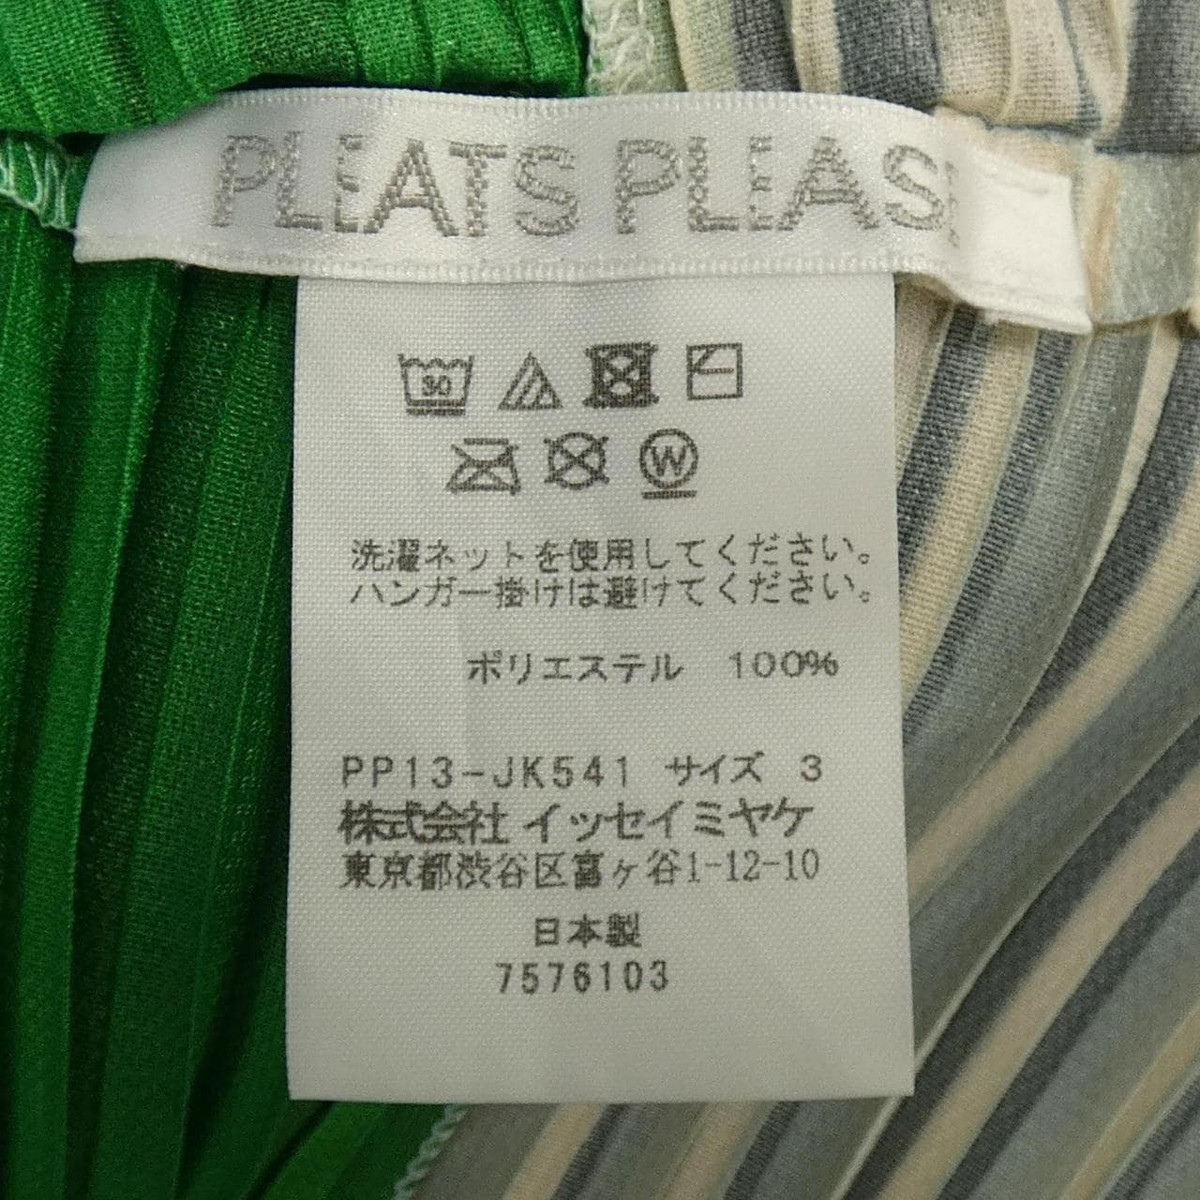 PLEATS PLEASE
30
W
洗濯ネットを使用してください。
ハンガー掛けは避けてください。
ポリエステル 100%
PP13-JK541 サイズ 3
株式会社 イッセイミヤケ
東京都渋谷区富ヶ谷1-12-10
日本製
7576103